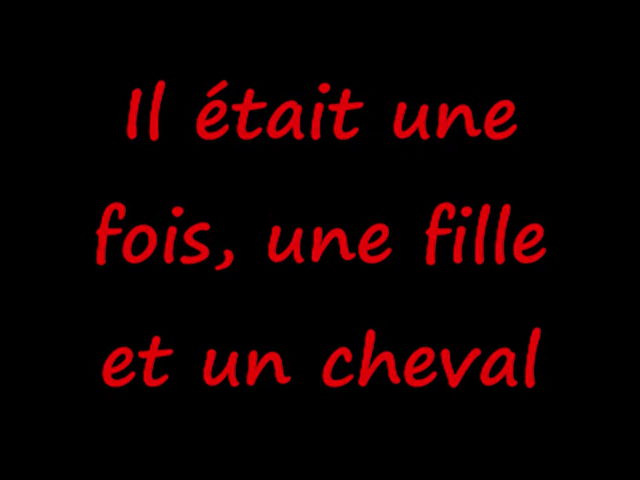 Il était une
fois, une fille
et un cheval